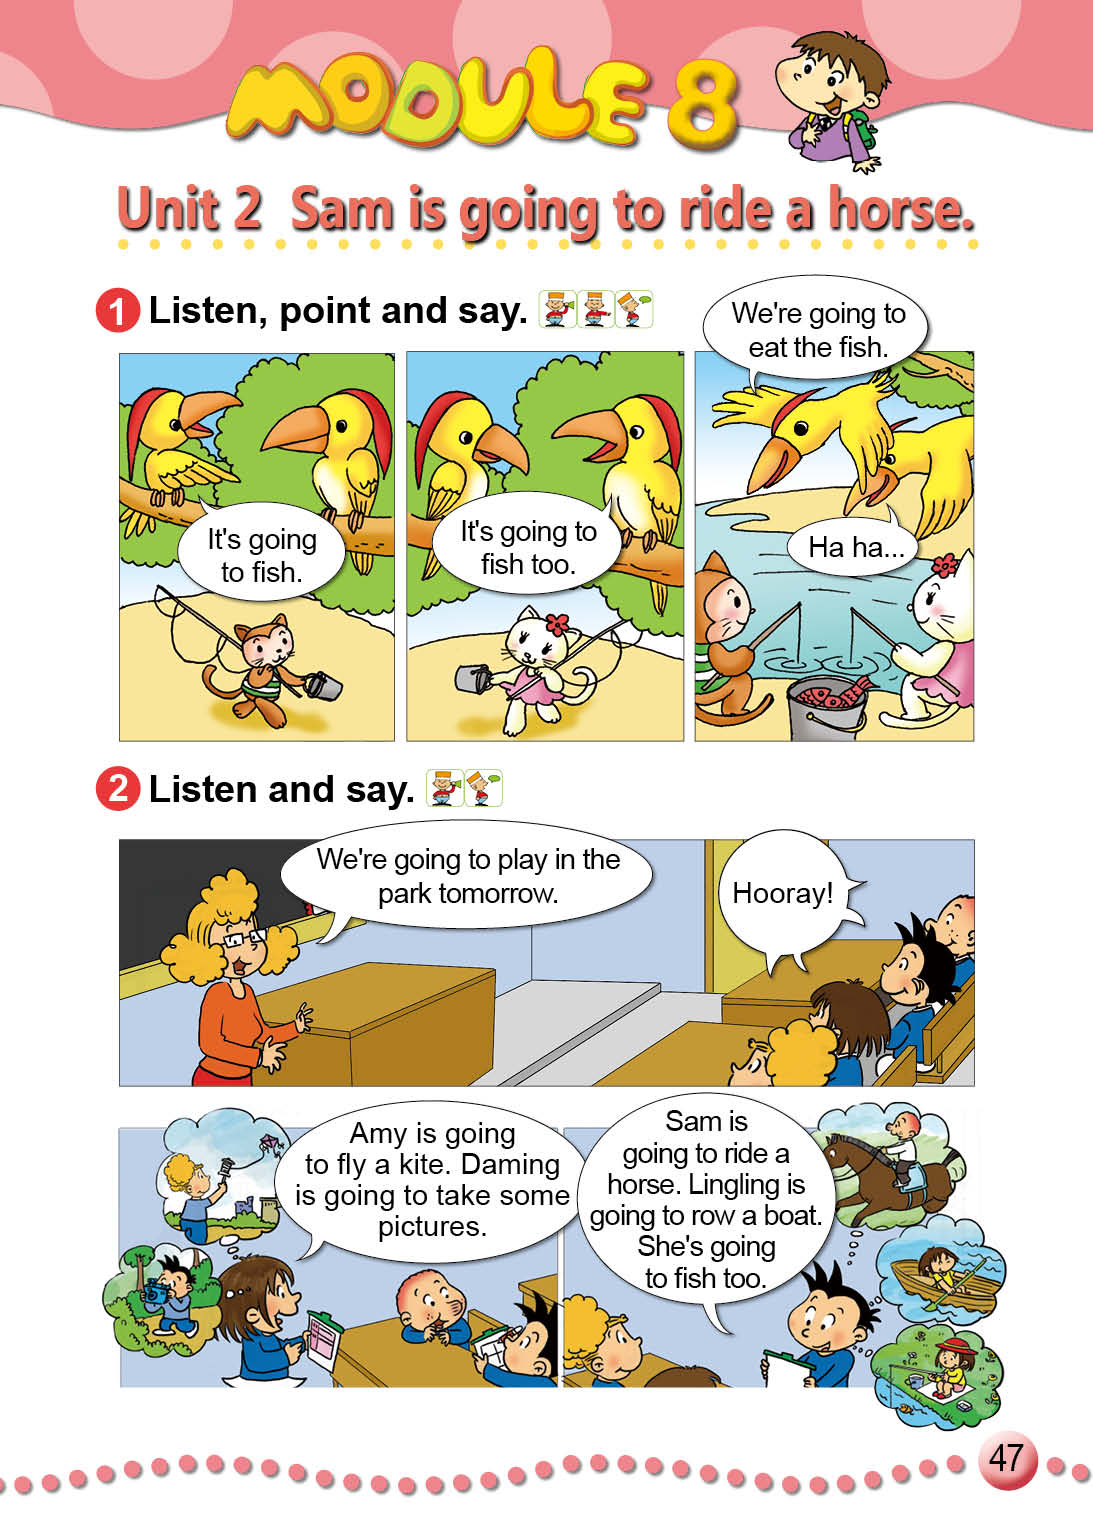 MODULE 8
Unit 2 Sam is going to ride a horse.
1 Listen, point and say.
We're going to
eat the fish.
It's going
to fish.
It's going to
fish too.
Ha ha...
2 Listen and say.
We're going to play in the
park tomorrow.
Hooray!
Amy is going
to fly a kite. Daming
is going to take some
pictures.
Sam is
going to ride a
horse. Lingling is
going to row a boat.
She's going
to fish too.
47